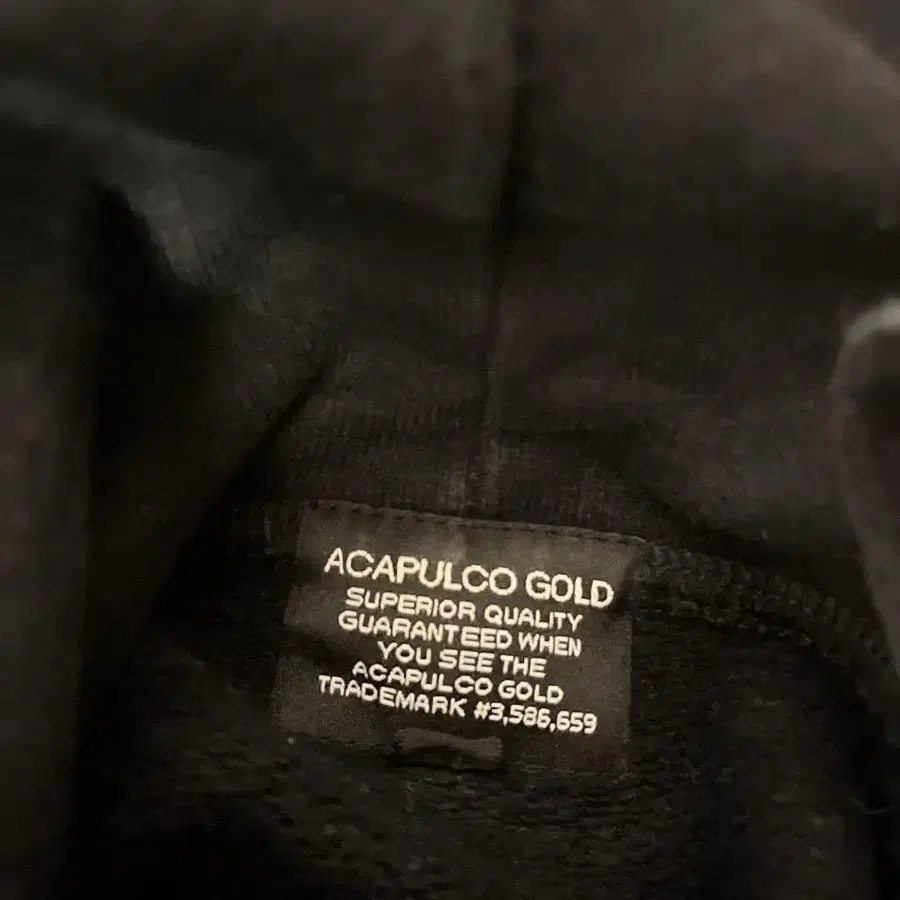 ACAPULCO GOLD
SUPERIOR QUALITY
GUARANTEED WHEN
YOU SEE THE
ACAPULCO GOLD
TRADEMARK #3,586,659